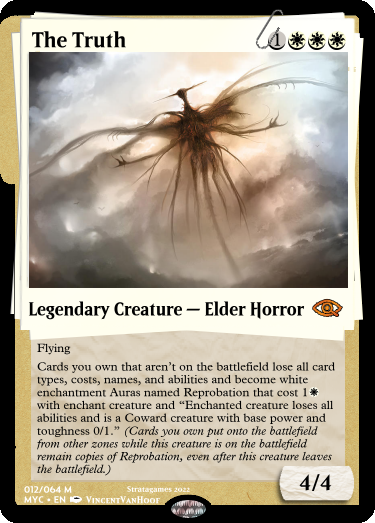 The Truth
1
Legendary Creature — Elder Horror
Flying
Cards you own that aren't on the battlefield lose all card
types, costs, names, and abilities and become white
enchantment Auras named Reprobation that cost 1
with enchant creature and “Enchanted creature loses all
abilities and is a Coward creature with base power and
toughness 0/1.” (Cards you own put onto the battlefield
from other zones while this creature is on the battlefield
remain copies of Reprobation, even after this creature leaves
the battlefield.)
4/4
012/064 M
Stratagames 2022
MYC • EN VincentVanHoof